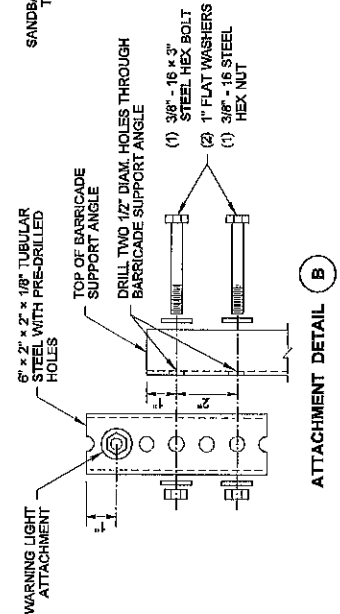 SANDBA
T
6" × 2" × 2" × 1/8" TUBULAR
STEEL WITH PRE-DRILLED
HOLES
WARNING LIGHT
ATTACHMENT
TOP OF BARRICADE
SUPPORT ANGLE
DRILL TWO 1/2" DIAM. HOLES THROUGH
BARRICADE SUPPORT ANGLE
(1) 3/8" - 16 × 3"
STEEL HEX BOLT
(2) 1" FLAT WASHERS
(1) 3/8" - 16 STEEL
HEX NUT
1"
1"
2"
ATTACHMENT DETAIL B